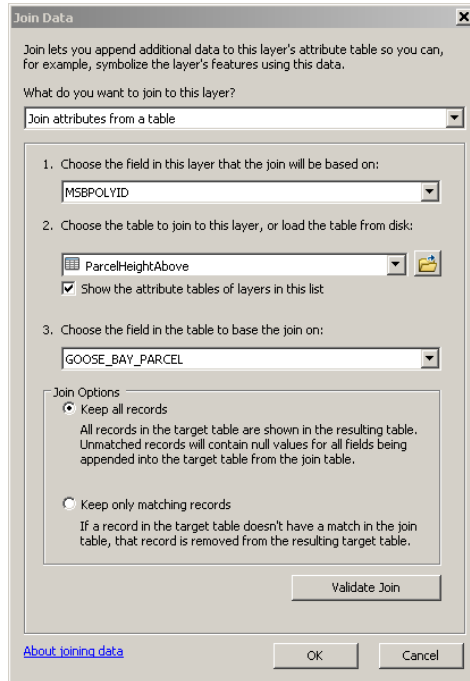 Join Data
Join lets you append additional data to this layer's attribute table so you can,
for example, symbolize the layer's features using this data.
What do you want to join to this layer?
Join attributes from a table
1. Choose the field in this layer that the join will be based on:
MSBPOLYID
2. Choose the table to join to this layer, or load the table from disk:
ParcelHeightAbove
Show the attribute tables of layers in this list
3. Choose the field in the table to base the join on:
GOOSE_BAY_PARCEL
Join Options
Keep all records
All records in the target table are shown in the resulting table.
Unmatched records will contain null values for all fields being
appended into the target table from the join table.
Keep only matching records
If a record in the target table doesn't have a match in the join
table, that record is removed from the resulting target table.
Validate Join
About joining data
OK
Cancel